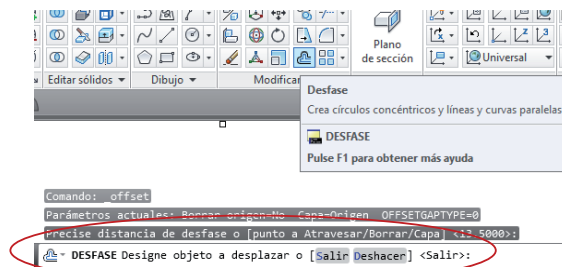 Plano
de sección
Universal
Editar sólidos
Dibujo
Modificar
Desfase
Crea círculos concéntricos y líneas y curvas paralelas
DESFASE
Pulse F1 para obtener más ayuda
Comando: _offset
Parámetros actuales: Borrar origen=No Capa=Origen OFFSETGAPTYPE=0
Precise distancia de desfase o [punto a Atravesar/Borrar/Capa] <13.5000>:
DESFASE Designe objeto a desplazar o [Salir Deshacer] <Salir>: